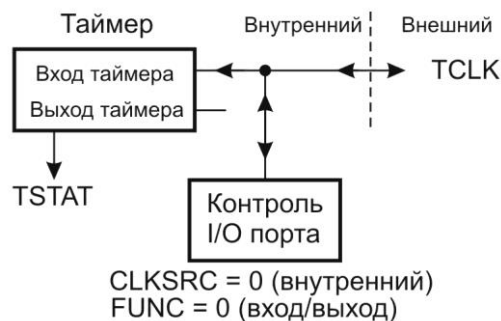 Таймер
Внутренний
Внешний
Вход таймера
TCLK
Выход таймера
TSTAT
Контроль
I/O порта
CLKSRC = 0 (внутренний)
FUNC = 0 (вход/выход)